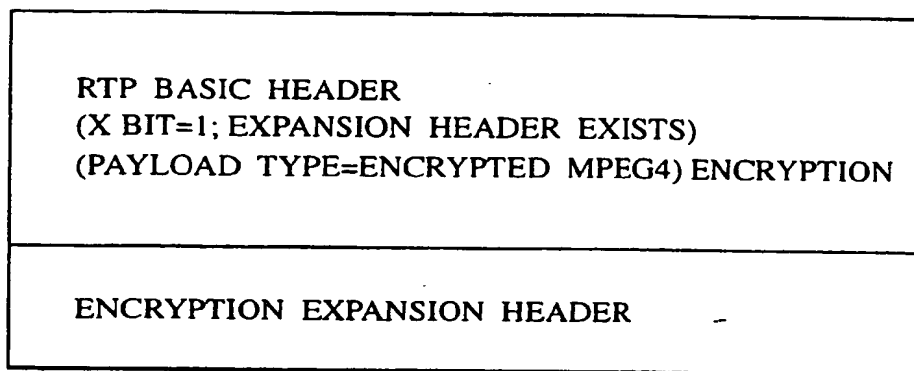 RTP BASIC HEADER
(X BIT=1; EXPANSION HEADER EXISTS)
(PAYLOAD TYPE=ENCRYPTED MPEG4) ENCRYPTION
ENCRYPTION EXPANSION HEADER